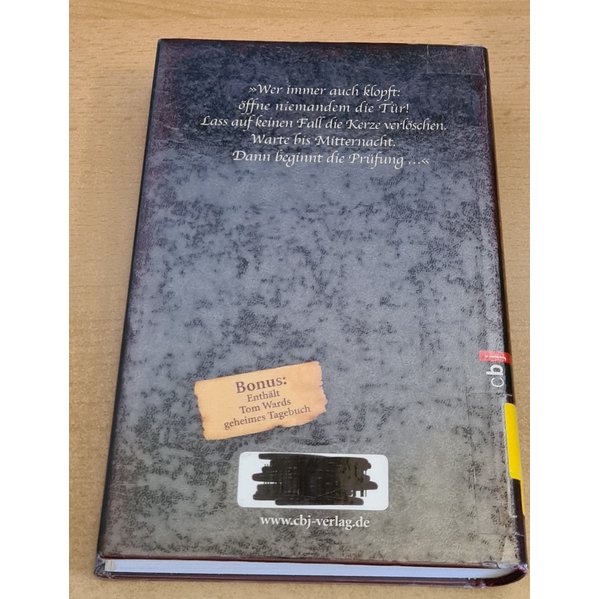 »Wer immer auch klopft:
öffne niemandem die Tür!
Lass auf keinen Fall die Kerze verlöschen.
Warte bis Mitternacht.
Dann beginnt die Prüfung ...«
cbj
Bonus:
Enthält
Tom Wards
geheimes Tagebuch
www.cbj-verlag.de